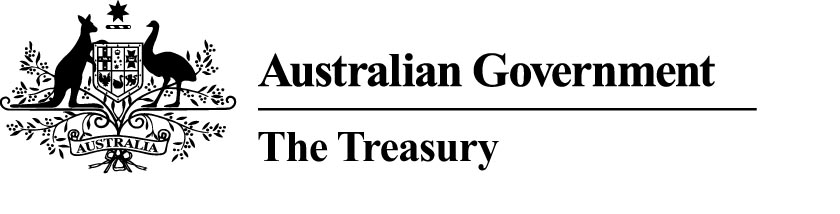 Australian Government
The Treasury
AUSTRALIA